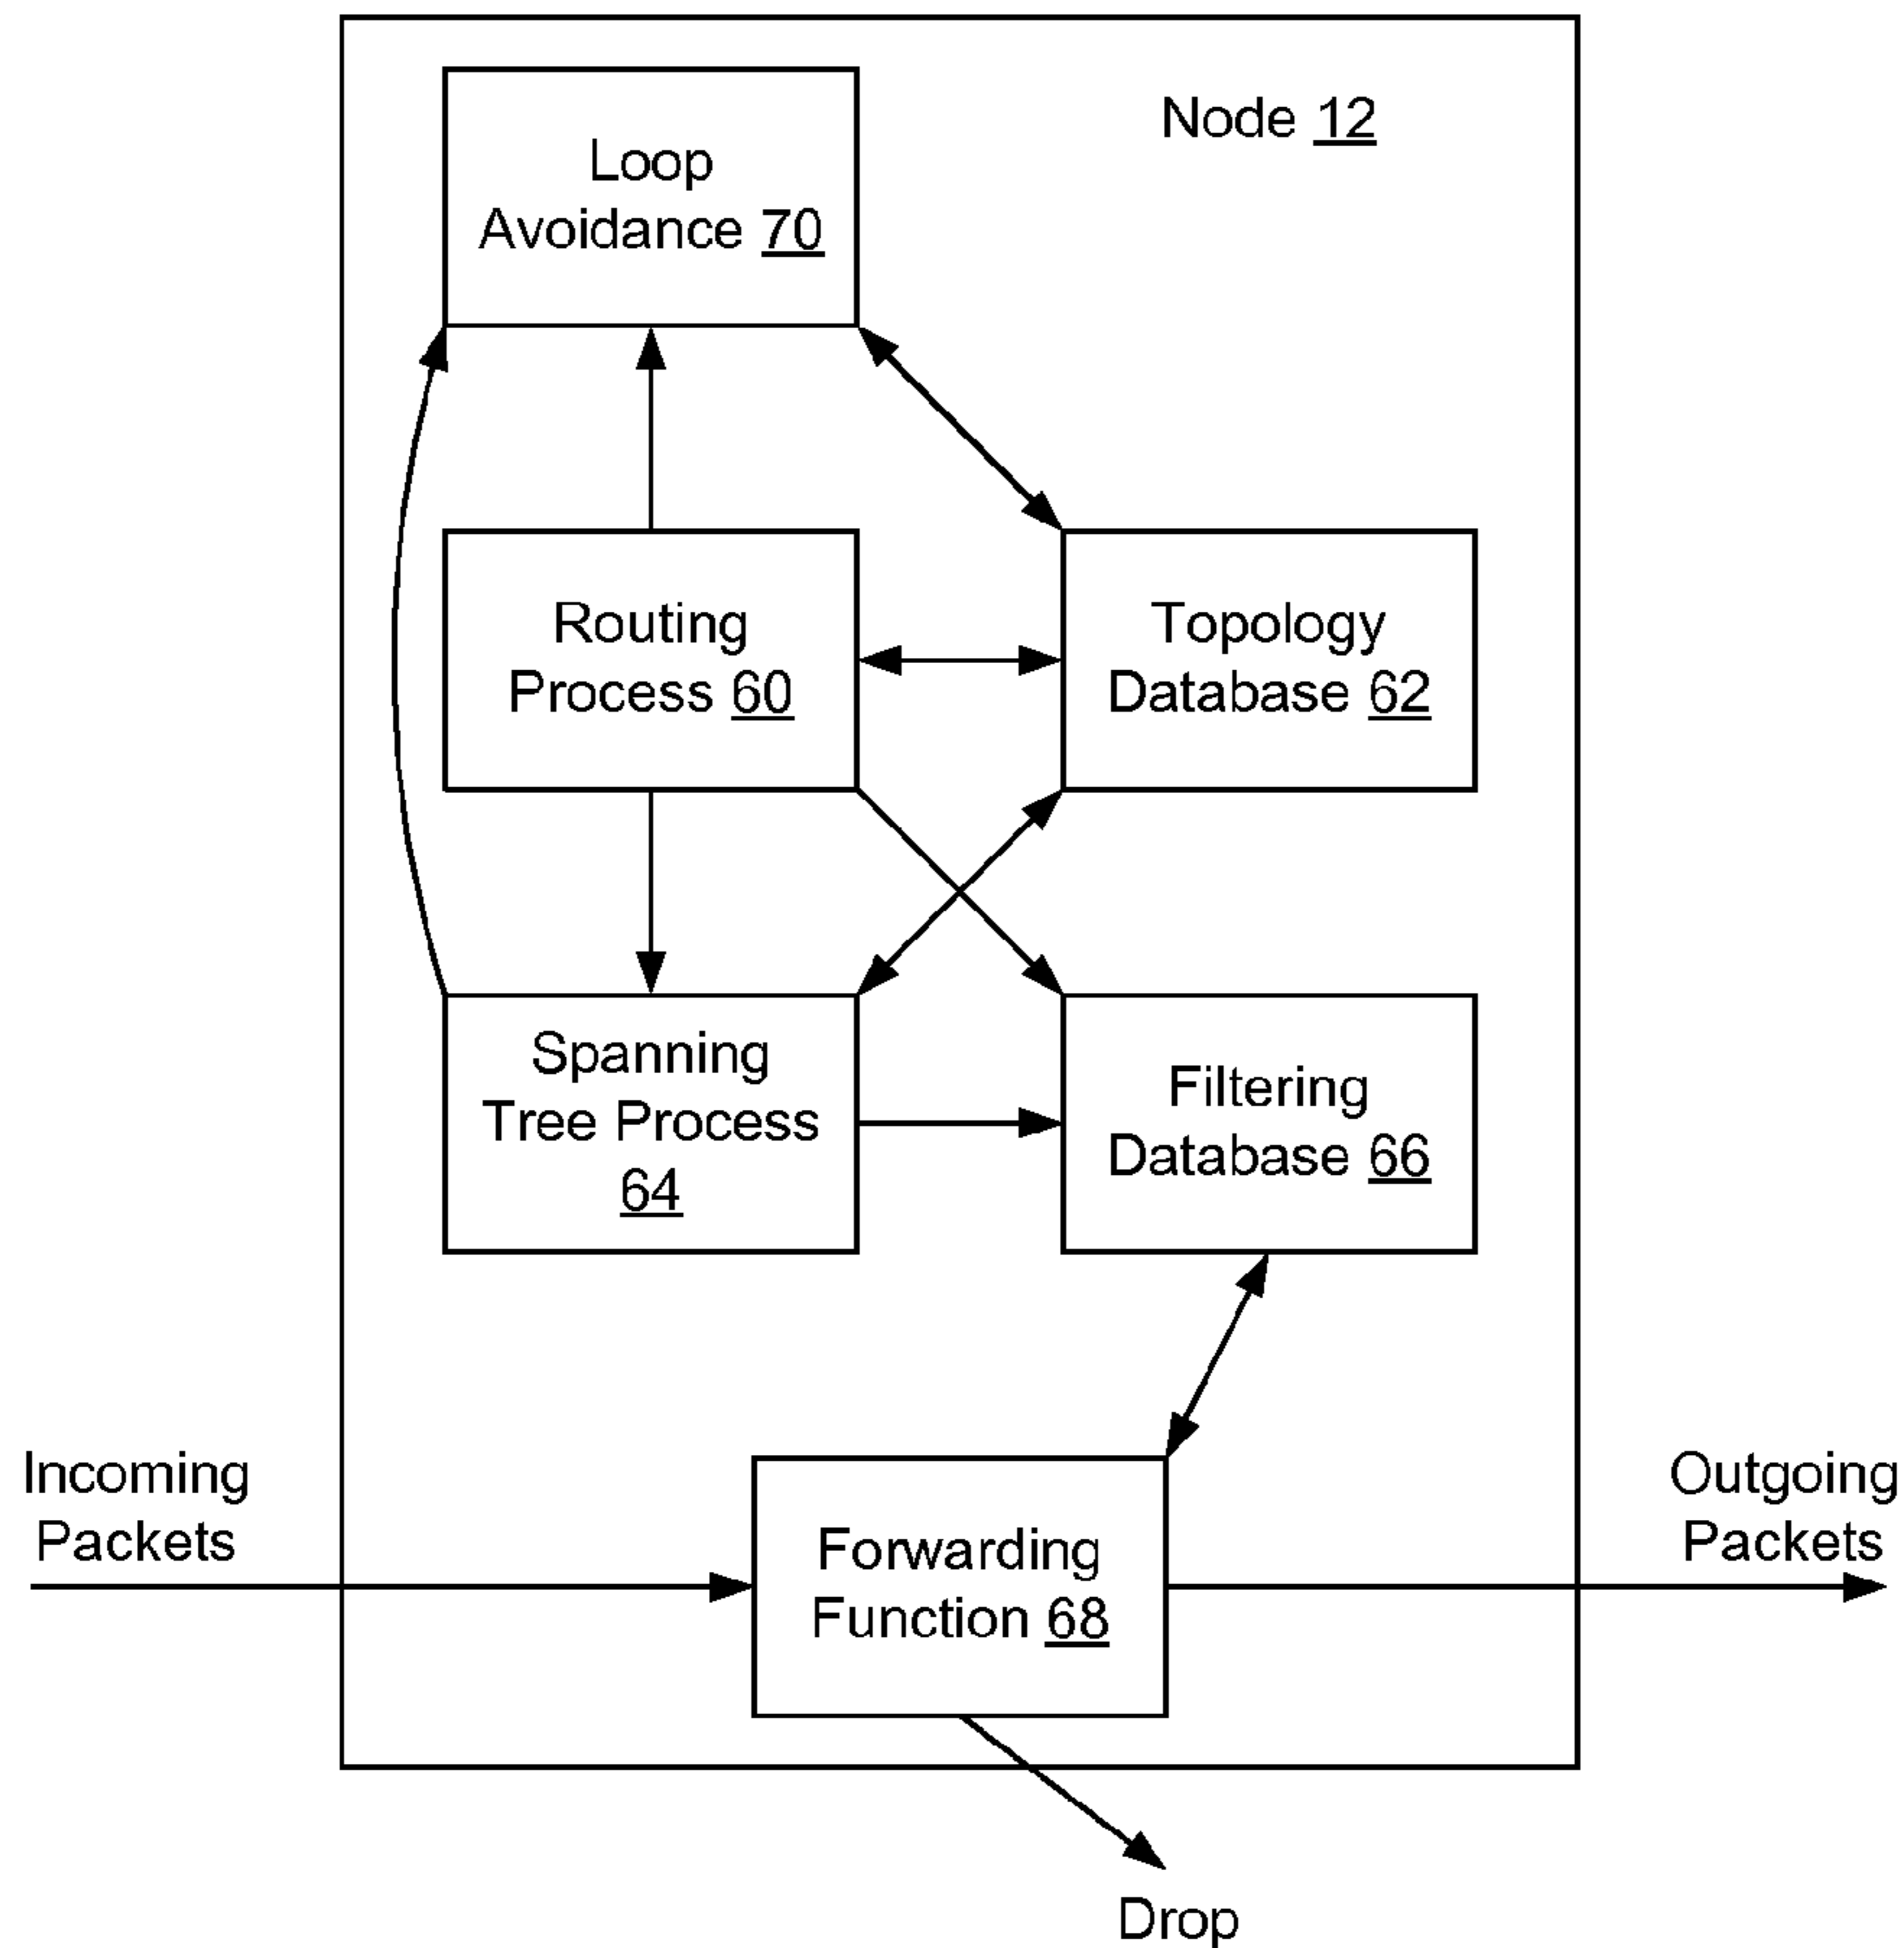 Node 12
Loop
Avoidance 70
Routing
Process 60
Topology
Database 62
Spanning
Tree Process
64
Filtering
Database 66
Incoming
Packets
Forwarding
Function 68
Outgoing
Packets
Drop